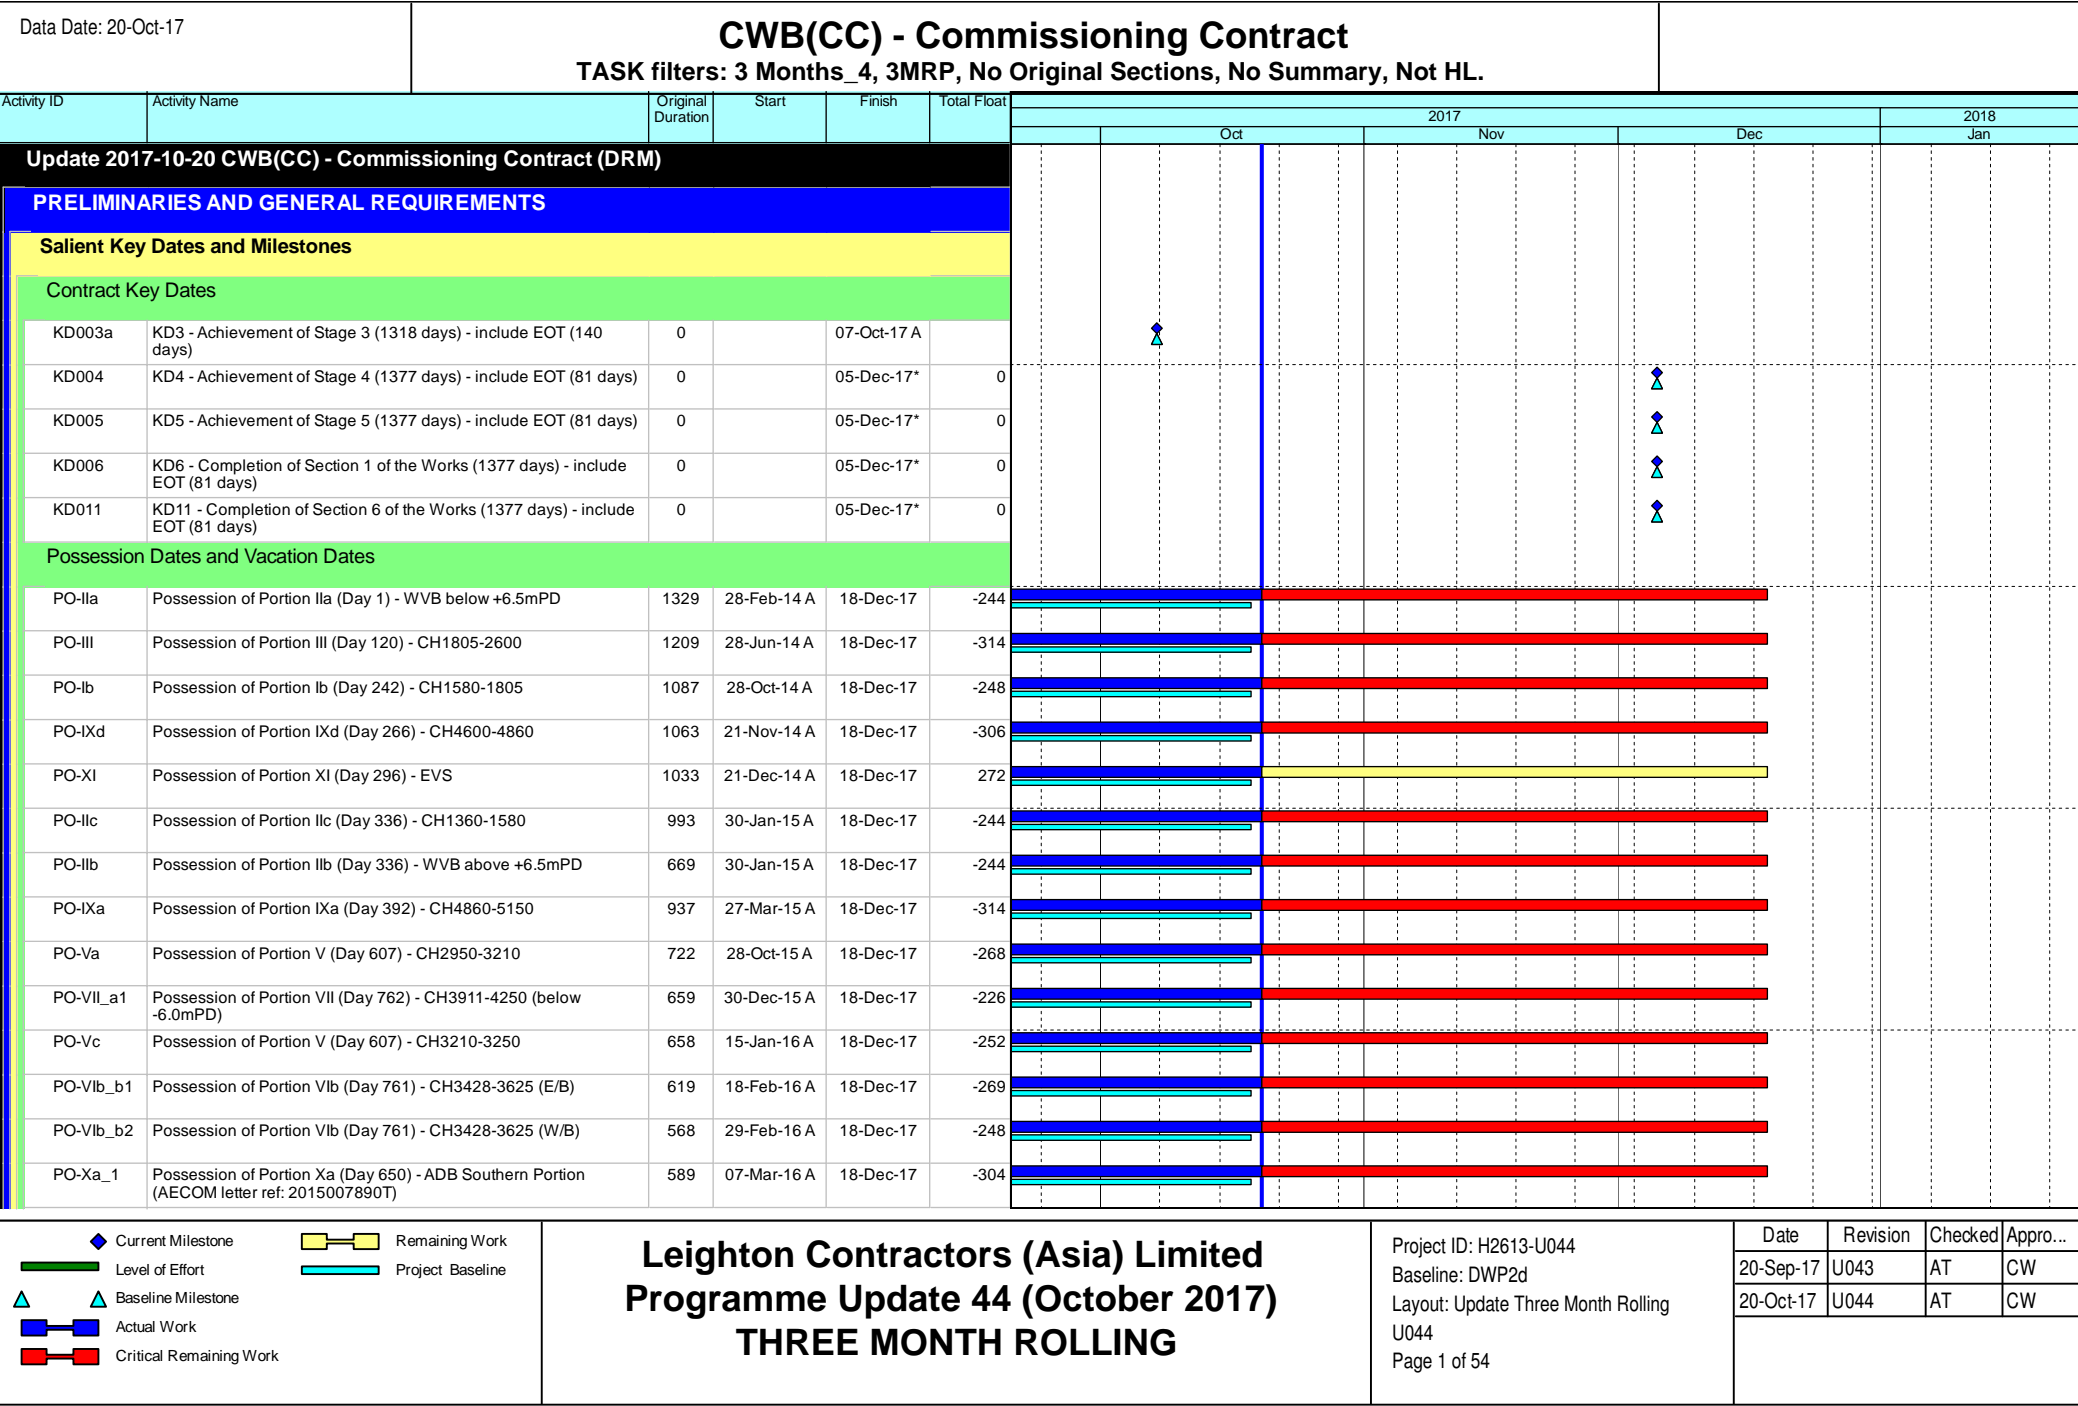 Data Date: 20-Oct-17
CWB(CC) - Commissioning Contract
TASK filters: 3 Months_4, 3MRP, No Original Sections, No Summary, Not HL.
Activity ID Activity Name Original Duration Start Finish Total Float
2017 2018
Oct Nov Dec Jan
Update 2017-10-20 CWB(CC) - Commissioning Contract (DRM)
PRELIMINARIES AND GENERAL REQUIREMENTS
Salient Key Dates and Milestones
Contract Key Dates
KD003a KD3 - Achievement of Stage 3 (1318 days) - include EOT (140 0 07-Oct-17 A
days)
KD004 KD4 - Achievement of Stage 4 (1377 days) - include EOT (81 days) 0 05-Dec-17* 0
KD005 KD5 - Achievement of Stage 5 (1377 days) - include EOT (81 days) 0 05-Dec-17* 0
KD006 KD6 - Completion of Section 1 of the Works (1377 days) - include 0 05-Dec-17* 0
EOT (81 days)
KD011 KD11 - Completion of Section 6 of the Works (1377 days) - include 0 05-Dec-17* 0
EOT (81 days)
Possession Dates and Vacation Dates
PO-IIa Possession of Portion IIa (Day 1) - WVB below +6.5mPD 1329 28-Feb-14 A 18-Dec-17 -244
PO-III Possession of Portion III (Day 120) - CH1805-2600 1209 28-Jun-14 A 18-Dec-17 -314
PO-Ib Possession of Portion Ib (Day 242) - CH1580-1805 1087 28-Oct-14 A 18-Dec-17 -248
PO-IXd Possession of Portion IXd (Day 266) - CH4600-4860 1063 21-Nov-14 A 18-Dec-17 -306
PO-XI Possession of Portion XI (Day 296) - EVS 1033 21-Dec-14 A 18-Dec-17 272
PO-IIc Possession of Portion IIc (Day 336) - CH1360-1580 993 30-Jan-15 A 18-Dec-17 -244
PO-IIb Possession of Portion IIb (Day 336) - WVB above +6.5mPD 669 30-Jan-15 A 18-Dec-17 -244
PO-IXa Possession of Portion IXa (Day 392) - CH4860-5150 937 27-Mar-15 A 18-Dec-17 -314
PO-Va Possession of Portion V (Day 607) - CH2950-3210 722 28-Oct-15 A 18-Dec-17 -268
PO-VII_a1 Possession of Portion VII (Day 762) - CH3911-4250 (below 659 30-Dec-15 A 18-Dec-17 -226
-6.0mPD)
PO-Vc Possession of Portion V (Day 607) - CH3210-3250 658 15-Jan-16 A 18-Dec-17 -252
PO-VIb_b1 Possession of Portion VIb (Day 761) - CH3428-3625 (E/B) 619 18-Feb-16 A 18-Dec-17 -269
PO-VIb_b2 Possession of Portion VIb (Day 761) - CH3428-3625 (W/B) 568 29-Feb-16 A 18-Dec-17 -248
PO-Xa_1 Possession of Portion Xa (Day 650) - ADB Southern Portion 589 07-Mar-16 A 18-Dec-17 -304
(AECOM letter ref: 2015007890T)
Current Milestone Remaining Work
Level of Effort Project Baseline
Baseline Milestone
Actual Work
Critical Remaining Work
Leighton Contractors (Asia) Limited
Programme Update 44 (October 2017)
THREE MONTH ROLLING
Project ID: H2613-U044
Baseline: DWP2d
Layout: Update Three Month Rolling
U044
Page 1 of 54
Date Revision Checked Appro...
20-Sep-17 U043 AT CW
20-Oct-17 U044 AT CW